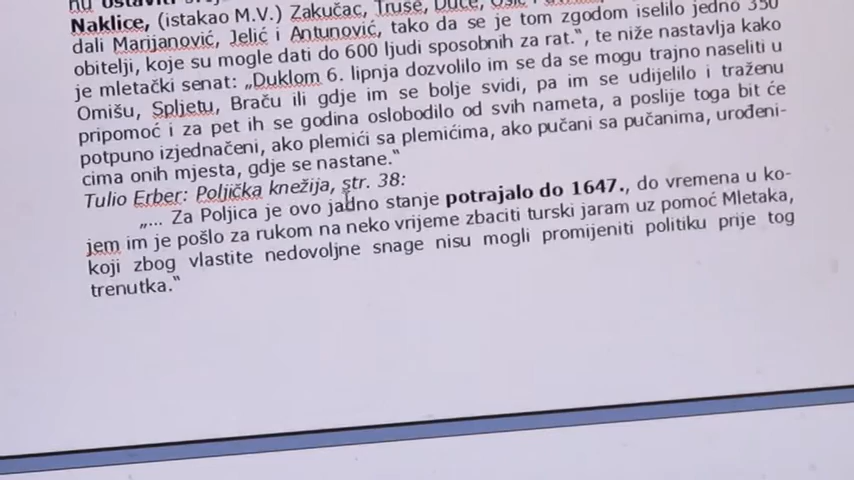 Naklice, (istakao M.V.) Zakučac, Truse, Duće,
dali Marijanović, Jelić i Antunović, tako da se je tom zgodom iselilo jedno 350
obitelji, koje su mogle dati do 600 ljudi sposobnih za rat.“, te niže nastavlja kako
je mletački senat: „Duklom 6. lipnja dozvolilo im se da se mogu trajno naseliti u
Omišu, Spljetu, Braču ili gdje im se bolje svidi, pa im se udijelilo i traženu
pripomoć i za pet ih se godina oslobodilo od svih nameta, a poslije toga bit će
potpuno izjednačeni, ako plemići sa plemićima, ako pučani sa pučanima, urođeni-
cima onih mjesta, gdje se nastane.“
Tulio Erber: Poljička knežija, str. 38:
„... Za Poljica je ovo jadno stanje potrajalo do 1647., do vremena u ko-
jem im je pošlo za rukom na neko vrijeme zbaciti turski jaram uz pomoć Mletaka,
koji zbog vlastite nedovoljne snage nisu mogli promijeniti politiku prije tog
trenutka.“